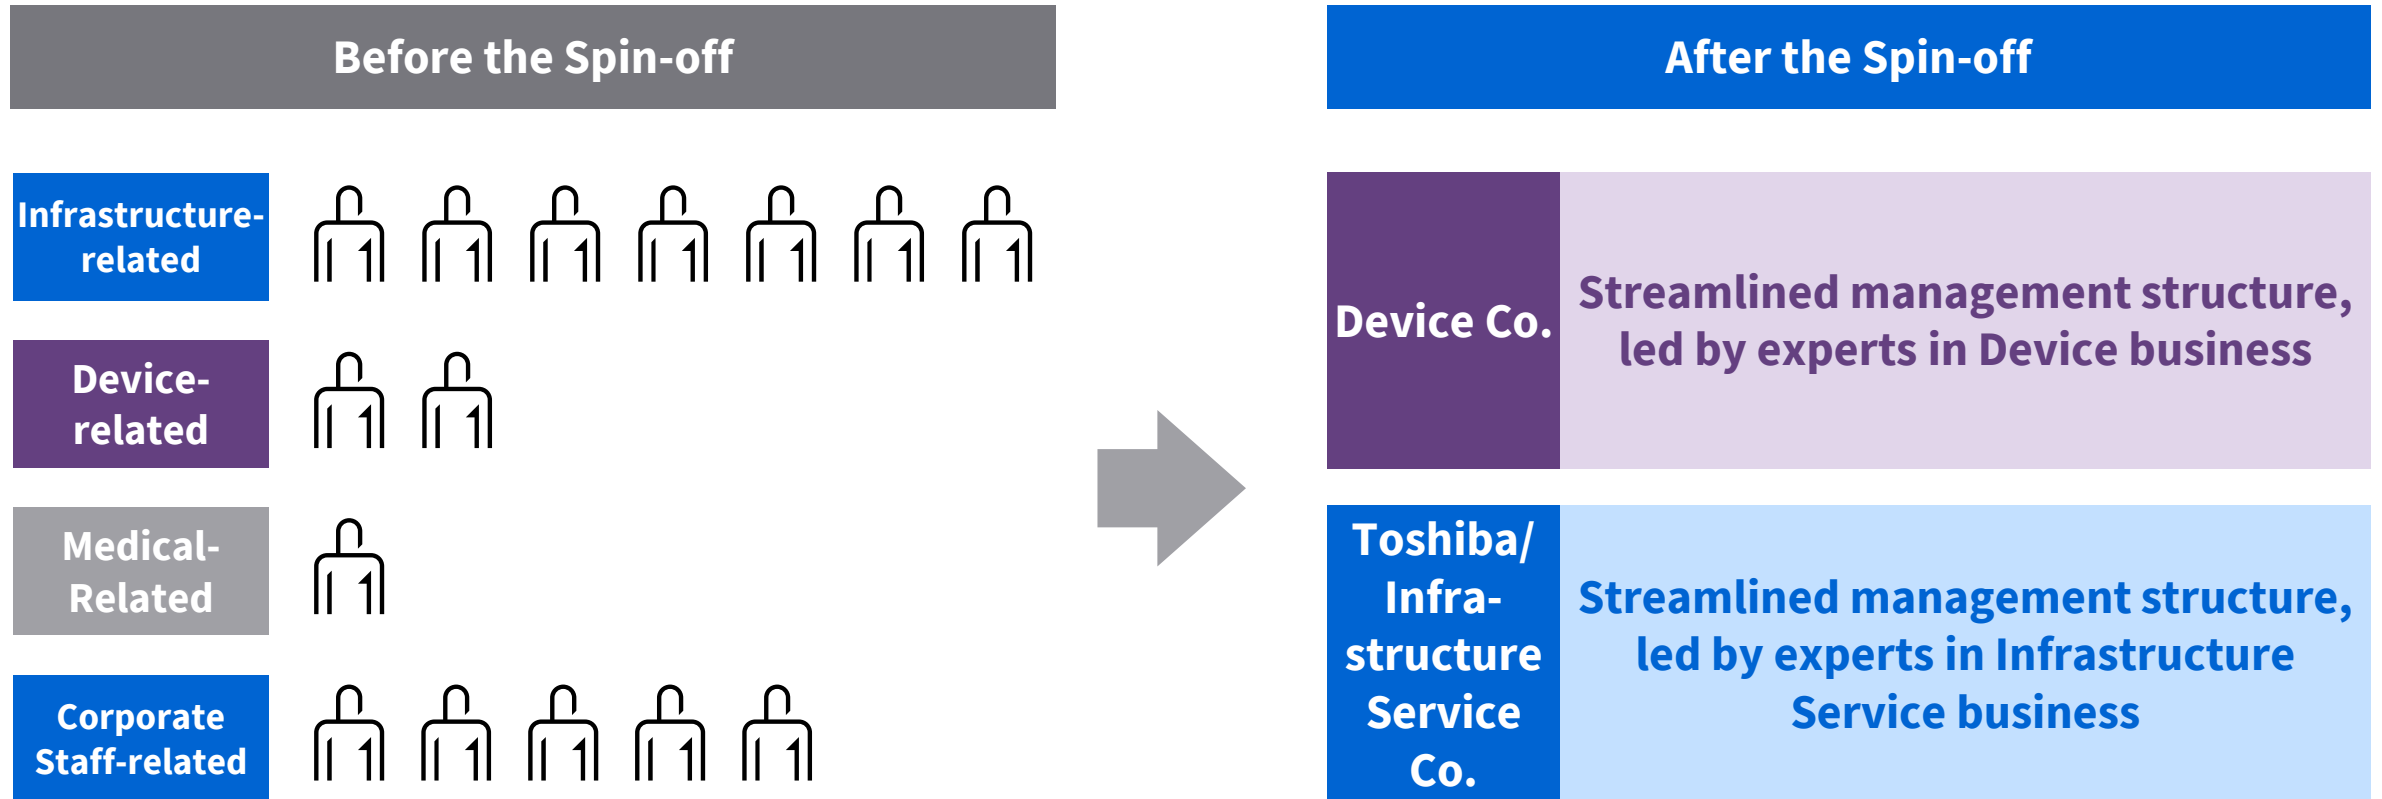 Before the Spin-off
Infrastructure-
related
Device-
related
Medical-
Related
Corporate
Staff-related
After the Spin-off
Device Co.
Streamlined management structure,
led by experts in Device business
Toshiba/
Infra-
structure
Service
Co.
Streamlined management structure,
led by experts in Infrastructure
Service business